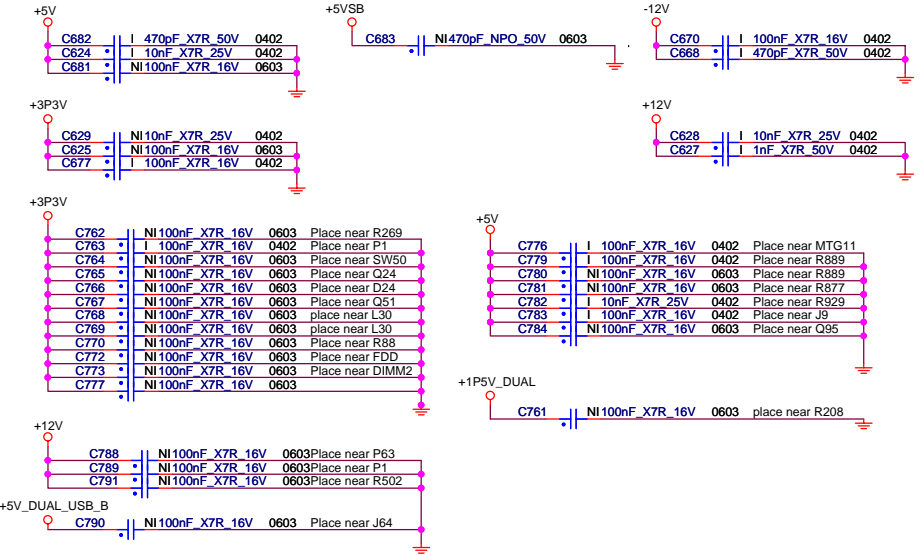 +5V
C682 I 470pF_X7R_50V 0402
C624 I 10nF_X7R_25V 0402
C681 NI 100nF_X7R_16V 0603
+5VSB
C683 NI 470pF_NPO_50V 0603
-12V
C670 I 100nF_X7R_16V 0402
C668 I 470pF_X7R_50V 0402
+3P3V
C629 NI 10nF_X7R_25V 0402
C625 NI 100nF_X7R_16V 0603
C677 I 100nF_X7R_16V 0402
+12V
C628 I 10nF_X7R_25V 0402
C627 I 1nF_X7R_50V 0402
+3P3V
C762 NI 100nF_X7R_16V 0603 Place near R269
C763 I 100nF_X7R_16V 0402 Place near P1
C764 NI 100nF_X7R_16V 0603 Place near SW50
C765 NI 100nF_X7R_16V 0603 Place near Q24
C766 NI 100nF_X7R_16V 0603 Place near D24
C767 NI 100nF_X7R_16V 0603 Place near Q51
C768 NI 100nF_X7R_16V 0603 place near L30
C769 NI 100nF_X7R_16V 0603 place near L30
C770 NI 100nF_X7R_16V 0603 Place near R88
C772 NI 100nF_X7R_16V 0603 Place near FDD
C773 NI 100nF_X7R_16V 0603 Place near DIMM2
C777 NI 100nF_X7R_16V 0603
+5V
C776 I 100nF_X7R_16V 0402 Place near MTG11
C779 I 100nF_X7R_16V 0402 Place near R889
C780 NI 100nF_X7R_16V 0603 Place near R889
C781 NI 100nF_X7R_16V 0603 Place near R877
C782 I 10nF_X7R_25V 0402 Place near R929
C783 I 100nF_X7R_16V 0402 Place near J9
C784 NI 100nF_X7R_16V 0603 Place near Q95
+1P5V_DUAL
C761 NI 100nF_X7R_16V 0603 place near R208
+12V
C788 NI 100nF_X7R_16V 0603 Place near P63
C789 NI 100nF_X7R_16V 0603 Place near P1
C791 NI 100nF_X7R_16V 0603 Place near R502
+5V_DUAL_USB_B
C790 NI 100nF_X7R_16V 0603 Place near J64